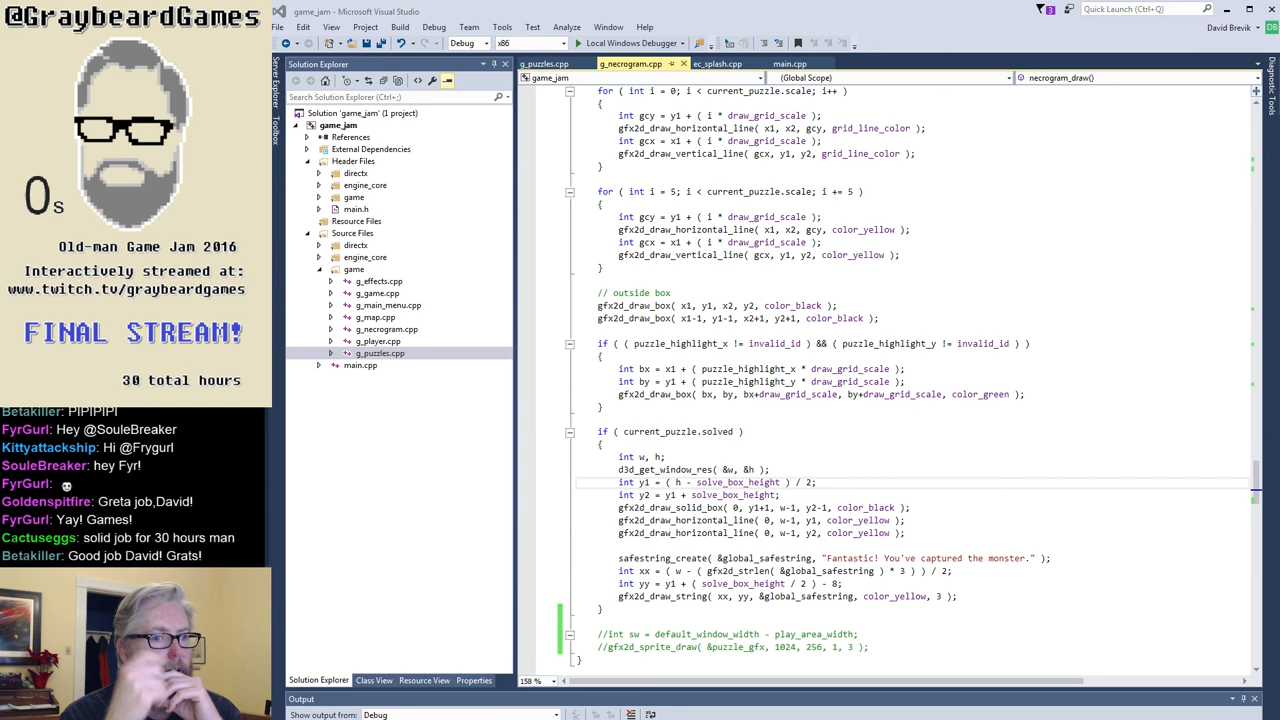 @GraybeardGames
0s
Old-man Game Jam 2016
Interactively streamed at:
www.twitch.tv/graybeardgames
FINAL STREAM!
30 total hours
Betakiller: PIPIPIPI
FyrGurl: Hey @SouleBreaker
Kittyattackship: Hi @Frygurl
SouleBreaker: hey Fyr!
FyrGurl:
Goldenspitfire: Greta job,David!
FyrGurl: Yay! Games!
Cactuseggs: solid job for 30 hours man
Betakiller: Good job David! Grats!
game_jam - Microsoft Visual Studio
3
Quick Launch (Ctrl+Q)
File Edit View Project Build Debug Team Tools Test Analyze Window Help
David Brevik
DB
Debug x86 Local Windows Debugger
Server Explorer
Toolbox
Solution Explorer
Search Solution Explorer (Ctrl+;)
Solution 'game_jam' (1 project)
game_jam
References
External Dependencies
Header Files
directx
engine_core
game
main.h
Resource Files
Source Files
directx
engine_core
game
g_effects.cpp
g_game.cpp
g_main_menu.cpp
g_map.cpp
g_necrogram.cpp
g_player.cpp
g_puzzles.cpp
main.cpp
Solution Explorer Class View Resource View Properties
g_puzzles.cpp g_necrogram.cpp ec_splash.cpp main.cpp
game_jam (Global Scope) necrogram_draw()
for ( int i = 0; i < current_puzzle.scale; i++ )
{
int gcy = y1 + ( i * draw_grid_scale );
gfx2d_draw_horizontal_line( x1, x2, gcy, grid_line_color );
int gcx = x1 + ( i * draw_grid_scale );
gfx2d_draw_vertical_line( gcx, y1, y2, grid_line_color );
}
for ( int i = 5; i < current_puzzle.scale; i += 5 )
{
int gcy = y1 + ( i * draw_grid_scale );
gfx2d_draw_horizontal_line( x1, x2, gcy, color_yellow );
int gcx = x1 + ( i * draw_grid_scale );
gfx2d_draw_vertical_line( gcx, y1, y2, color_yellow );
}
// outside box
gfx2d_draw_box( x1, y1, x2, y2, color_black );
gfx2d_draw_box( x1-1, y1-1, x2+1, y2+1, color_black );
if ( ( puzzle_highlight_x != invalid_id ) && ( puzzle_highlight_y != invalid_id ) )
{
int bx = x1 + ( puzzle_highlight_x * draw_grid_scale );
int by = y1 + ( puzzle_highlight_y * draw_grid_scale );
gfx2d_draw_box( bx, by, bx+draw_grid_scale, by+draw_grid_scale, color_green );
}
if ( current_puzzle.solved )
{
int w, h;
d3d_get_window_res( &w, &h );
int y1 = ( h - solve_box_height ) / 2;
int y2 = y1 + solve_box_height;
gfx2d_draw_solid_box( 0, y1+1, w-1, y2-1, color_black );
gfx2d_draw_horizontal_line( 0, w-1, y1, color_yellow );
gfx2d_draw_horizontal_line( 0, w-1, y2, color_yellow );
safestring_create( &global_safestring, "Fantastic! You've captured the monster." );
int xx = ( w - ( gfx2d_strlen( &global_safestring ) * 3 ) ) / 2;
int yy = y1 + ( solve_box_height / 2 ) - 8;
gfx2d_draw_string( xx, yy, &global_safestring, color_yellow, 3 );
}
//int sw = default_window_width - play_area_width;
//gfx2d_sprite_draw( &puzzle_gfx, 1024, 256, 1, 3 );
}
158 %
Output
Show output from: Debug
Diagnostic Tools